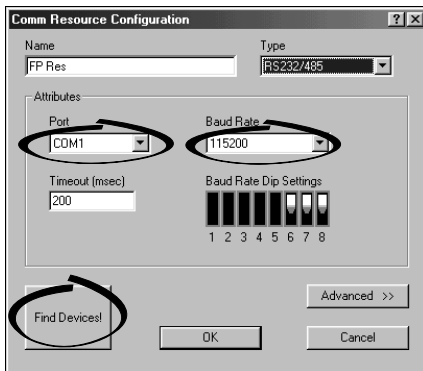 Comm Resource Configuration
Name
Type
FP Res
RS232/485
Attributes
Port
Baud Rate
COM1
115200
Timeout (msec)
Baud Rate Dip Settings
200
1 2 3 4 5 6 7 8
Find Devices!
Advanced >>
OK
Cancel